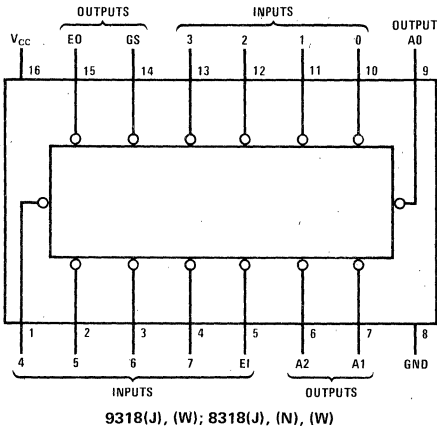 OUTPUTS INPUTS OUTPUT
V_CC EO GS 3 2 1 0 A0
16 15 14 13 12 11 10 9
1 2 3 4 5 6 7 8
4 5 6 7 EI A2 A1 GND
INPUTS OUTPUTS
9318(J), (W); 8318(J), (N), (W)